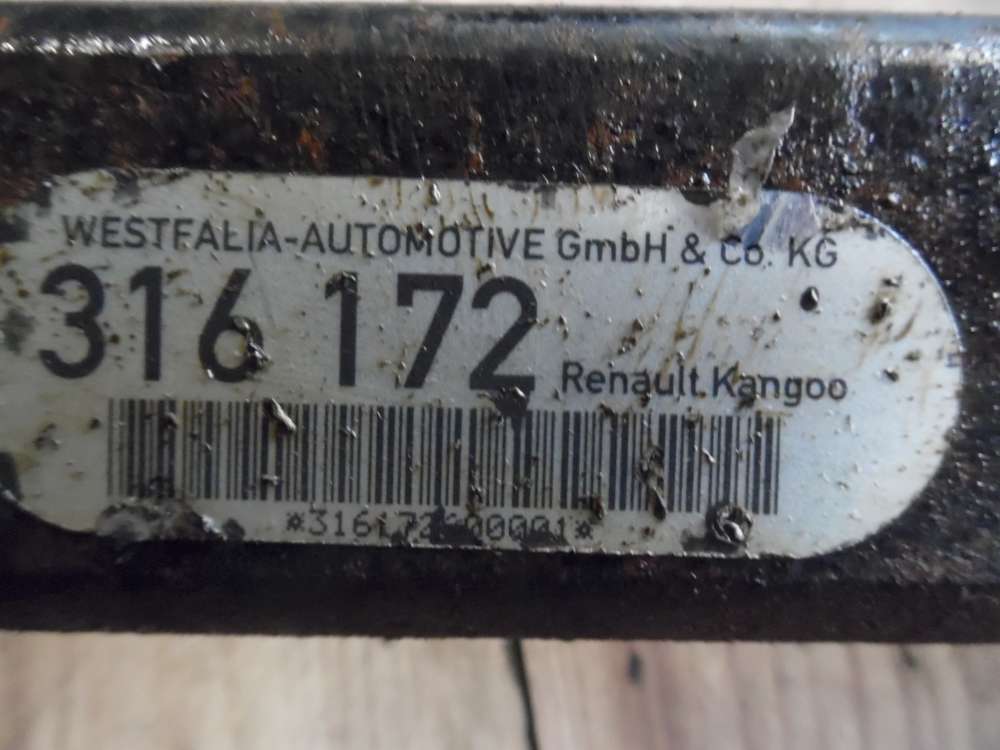 WESTFALIA-AUTOMOTIVE GmbH & Co. KG
316 172 Renault Kangoo
*316172600001*